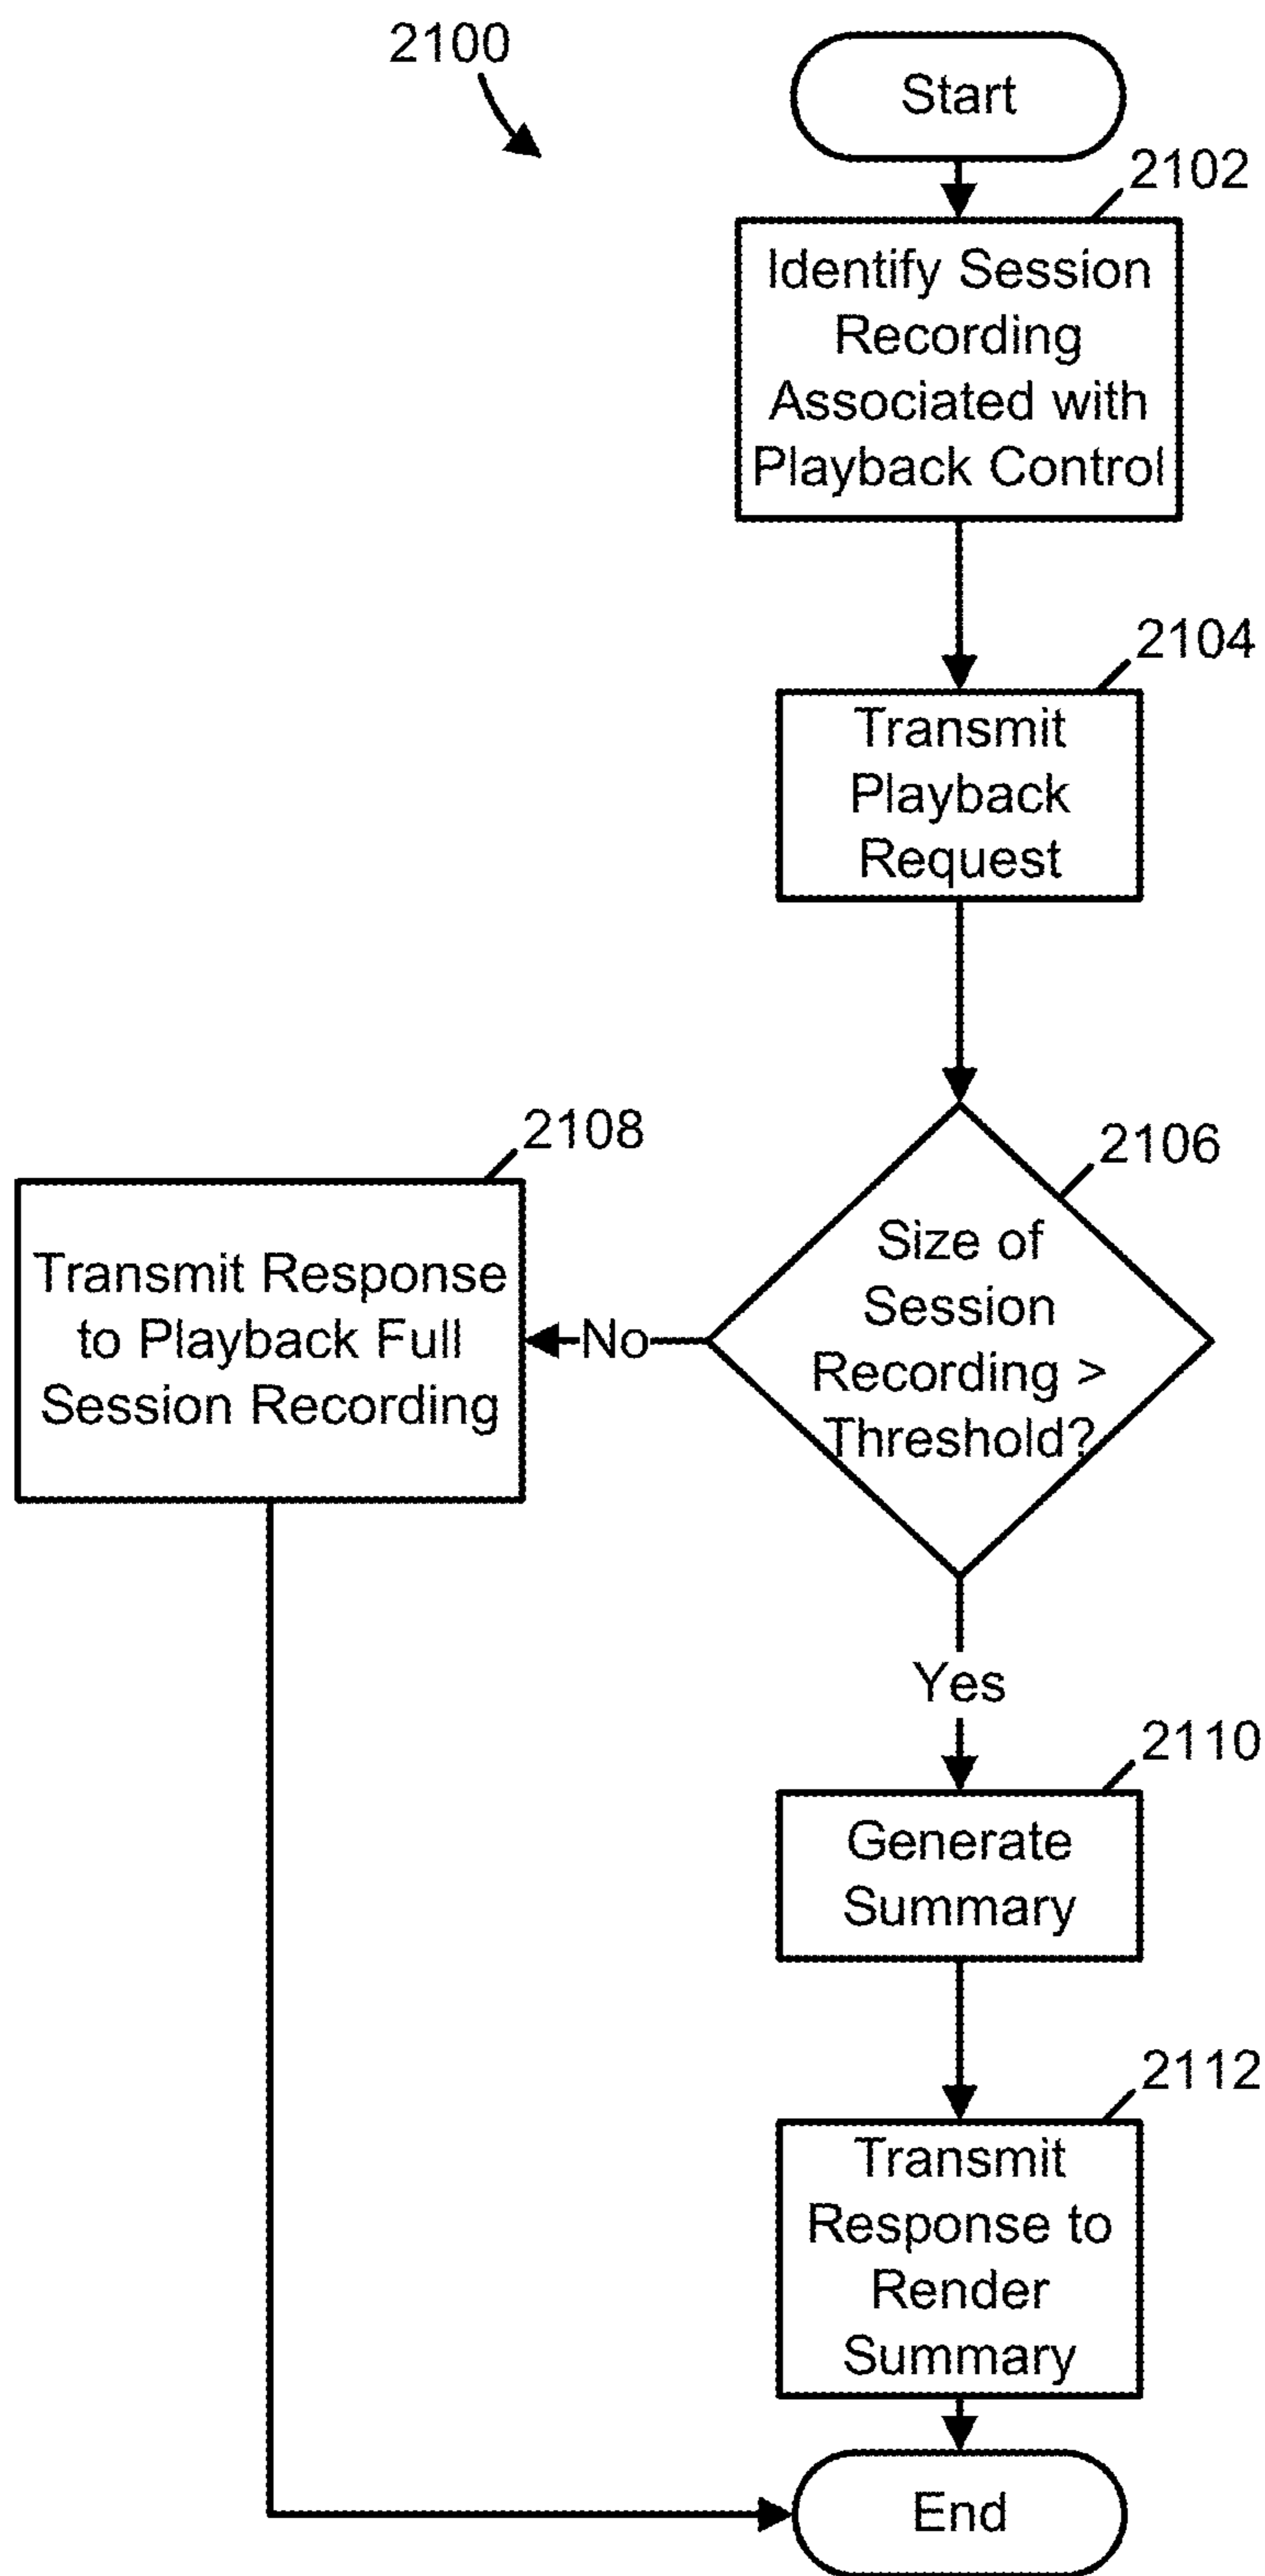 2100
Start
2102
Identify Session
Recording
Associated with
Playback Control
2104
Transmit
Playback
Request
2106
Size of
Session
Recording >
Threshold?
No
2108
Transmit Response
to Playback Full
Session Recording
Yes
2110
Generate
Summary
2112
Transmit
Response to
Render
Summary
End